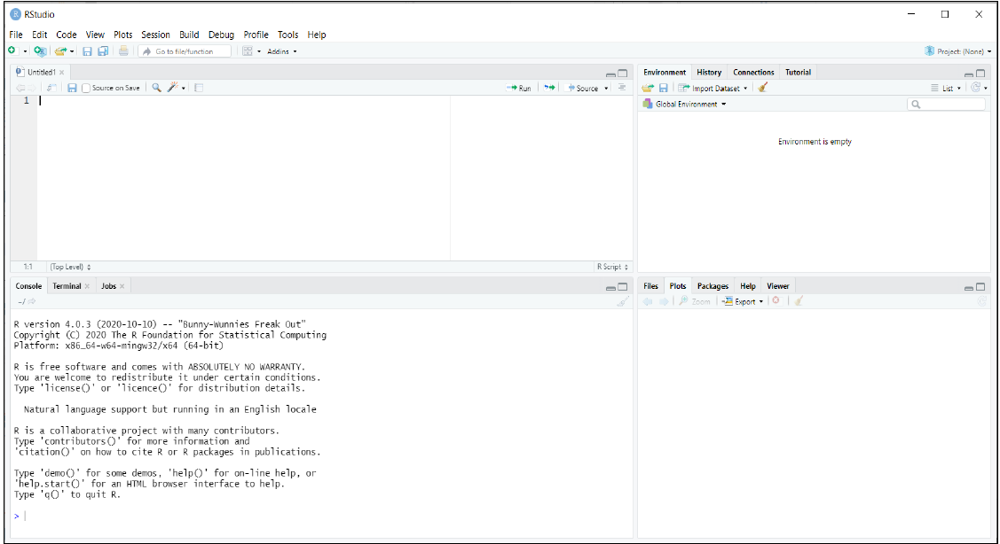 RStudio
File Edit Code View Plots Session Build Debug Profile Tools Help
Go to file/function Addins Project: (None)
Untitled1
Source on Save Run Source
1
1:1 (Top Level) R Script
Environment History Connections Tutorial
Import Dataset List
Global Environment
Environment is empty
Console Terminal Jobs
~/
R version 4.0.3 (2020-10-10) -- "Bunny-Wunnies Freak Out"
Copyright (C) 2020 The R Foundation for Statistical Computing
Platform: x86_64-w64-mingw32/x64 (64-bit)
R is free software and comes with ABSOLUTELY NO WARRANTY.
You are welcome to redistribute it under certain conditions.
Type 'license()' or 'licence()' for distribution details.
Natural language support but running in an English locale
R is a collaborative project with many contributors.
Type 'contributors()' for more information and
'citation()' on how to cite R or R packages in publications.
Type 'demo()' for some demos, 'help()' for on-line help, or
'help.start()' for an HTML browser interface to help.
Type 'q()' to quit R.
>
Files Plots Packages Help Viewer
Zoom Export